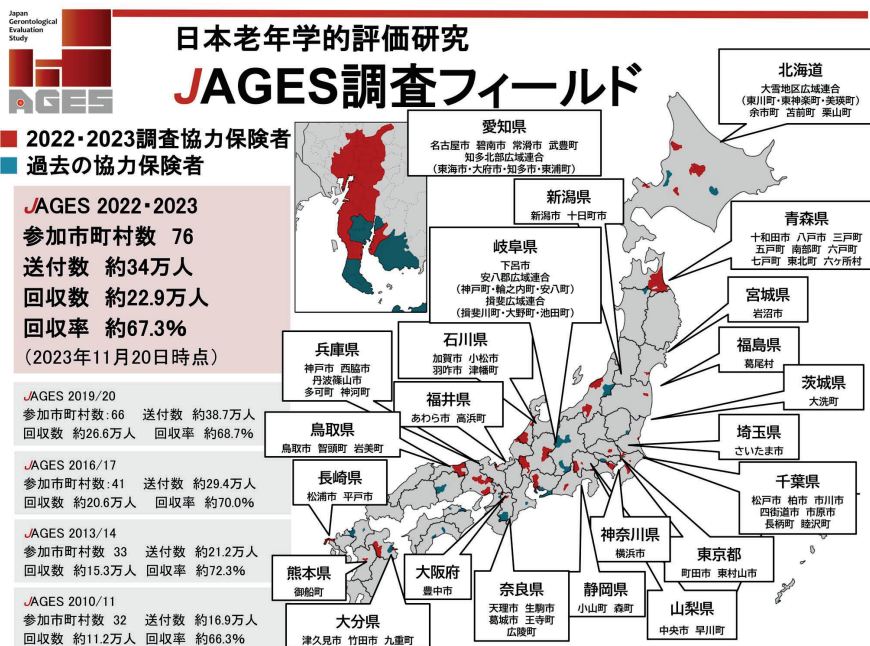 Japan
Gerontological
Evaluation
Study
AGES
日本老年学的評価研究
JAGES調査フィールド
2022・2023調査協力保険者
過去の協力保険者
JAGES 2022・2023
参加市町村数 76
送付数 約34万人
回収数 約22.9万人
回収率 約67.3%
(2023年11月20日時点)
JAGES 2019/20
参加市町村数:66 送付数 約38.7万人
回収数 約26.6万人 回収率 約68.7%
JAGES 2016/17
参加市町村数:41 送付数 約29.4万人
回収数 約20.6万人 回収率 約70.0%
JAGES 2013/14
参加市町村数 33 送付数 約21.2万人
回収数 約15.3万人 回収率 約72.3%
JAGES 2010/11
参加市町村数 32 送付数 約16.9万人
回収数 約11.2万人 回収率 約66.3%
北海道
大雪地区広域連合
(東川町・東神楽町・美瑛町)
余市町 苫前町 栗山町
愛知県
名古屋市 碧南市 常滑市 武豊町
知多北部広域連合
(東海市・大府市・知多市・東浦町)
新潟県
新潟市 十日町市
青森県
十和田市 八戸市 三戸町
五戸町 南部町 六戸町
七戸町 東北町 六ヶ所村
岐阜県
下呂市
安八郡広域連合
(神戸町・輪之内町・安八町)
揖斐広域連合
(揖斐川町・大野町・池田町)
宮城県
岩沼市
福島県
葛尾村
石川県
加賀市 小松市
羽咋市 津幡町
兵庫県
神戸市 西脇市
丹波篠山市
多可町 神河町
茨城県
大洗町
福井県
あわら市 高浜町
鳥取県
鳥取市 智頭町 岩美町
埼玉県
さいたま市
長崎県
松浦市 平戸市
千葉県
松戸市 柏市 市川市
四街道市 市原市
長柄町 睦沢町
神奈川県
横浜市
東京都
町田市 東村山市
熊本県
御船町
大阪府
豊中市
奈良県
天理市 生駒市
葛城市 王寺町
広陵町
静岡県
小山町 森町
山梨県
中央市 早川町
大分県
津久見市 竹田市 九重町